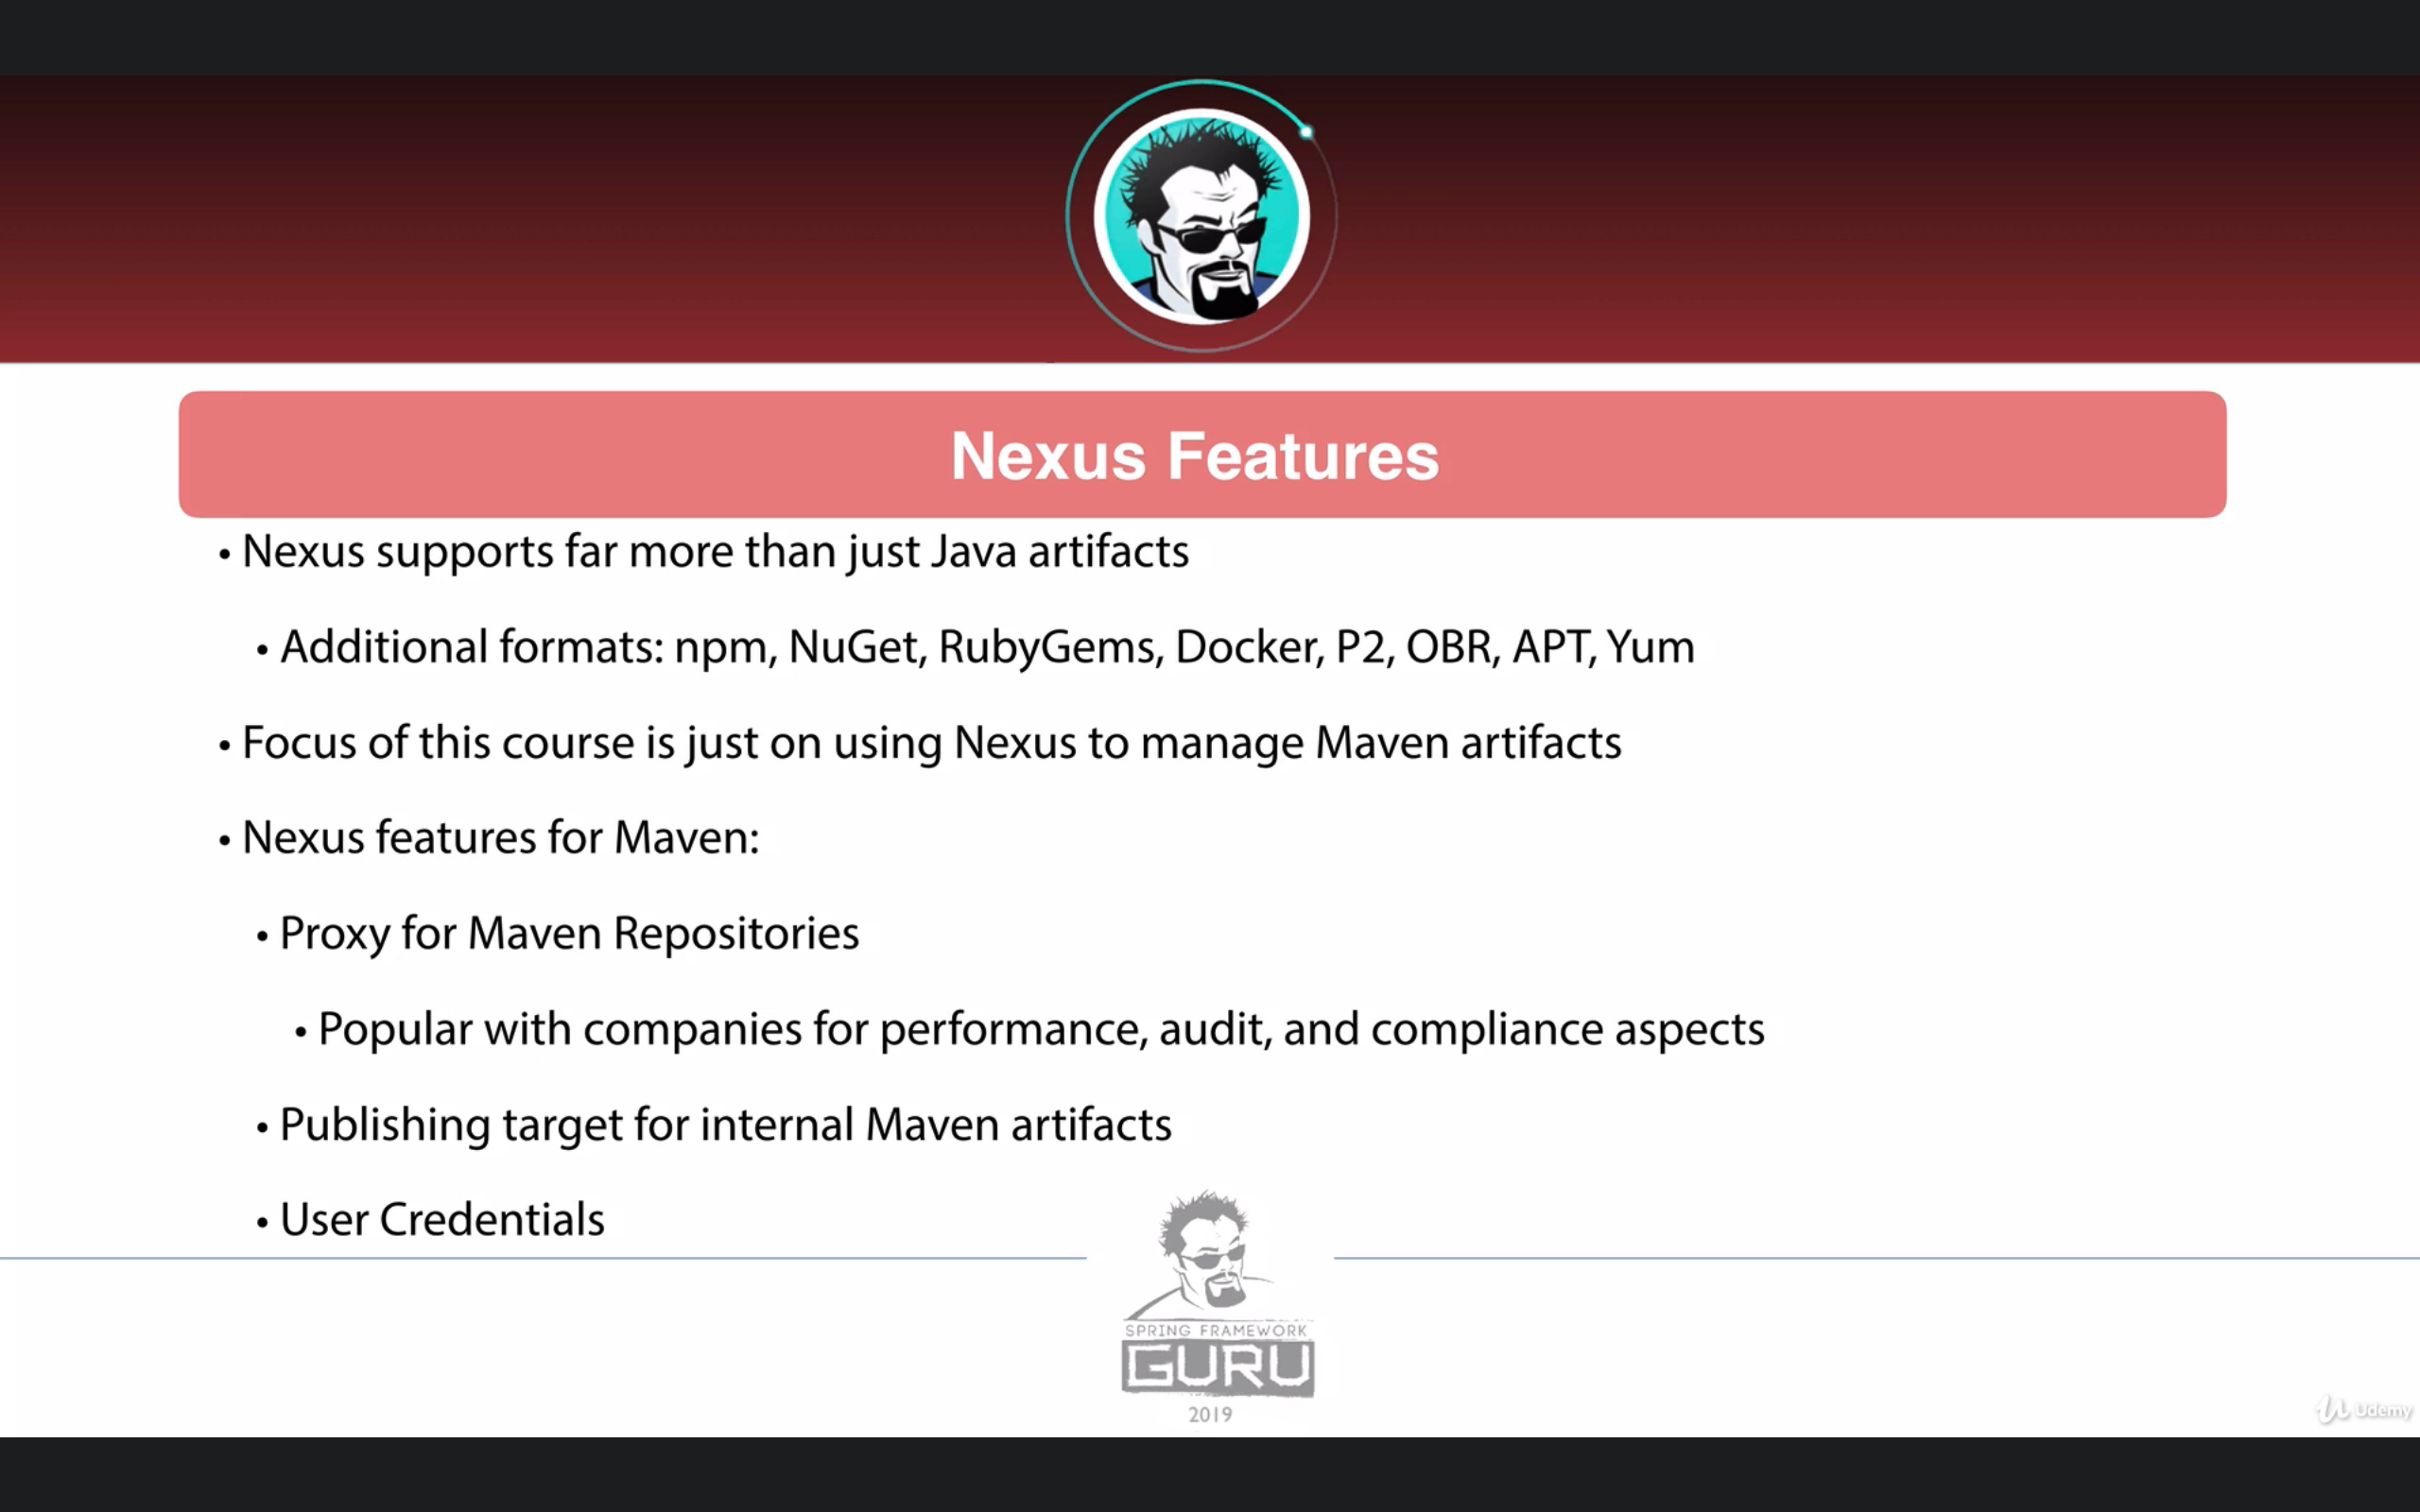 Nexus Features
• Nexus supports far more than just Java artifacts
• Additional formats: npm, NuGet, RubyGems, Docker, P2, OBR, APT, Yum
• Focus of this course is just on using Nexus to manage Maven artifacts
• Nexus features for Maven:
• Proxy for Maven Repositories
• Popular with companies for performance, audit, and compliance aspects
• Publishing target for internal Maven artifacts
• User Credentials
SPRING FRAMEWORK
GURU
2019
Udemy